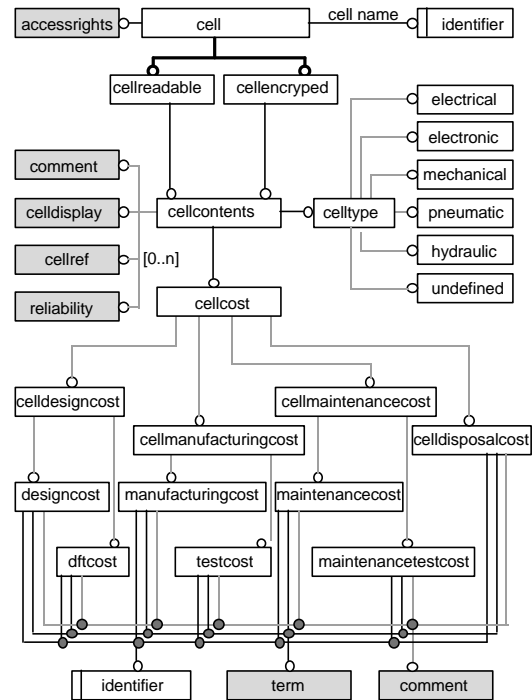 accessrights
cell
cell name
identifier
cellreadable
cellencryped
electrical
electronic
comment
mechanical
celldisplay
cellcontents
celltype
pneumatic
cellref
[0..n]
hydraulic
reliability
cellcost
undefined
celldesigncost
cellmaintenancecost
cellmanufacturingcost
celldisposalcost
designcost
manufacturingcost
maintenancecost
dftcost
testcost
maintenancetestcost
identifier
term
comment